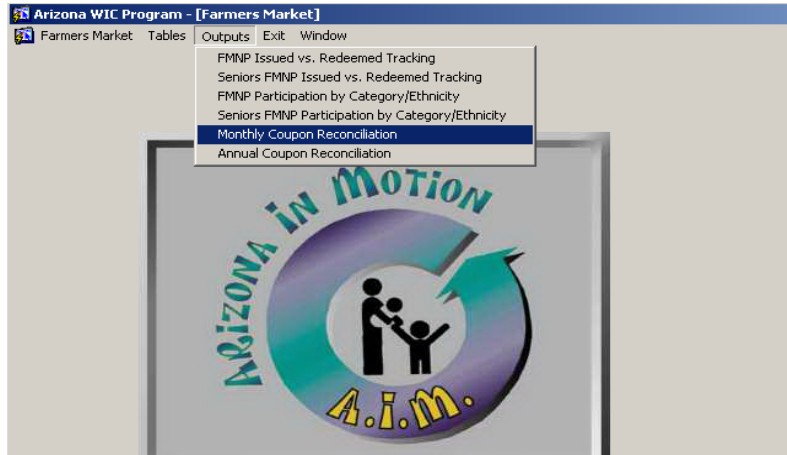 Arizona WIC Program - [Farmers Market]
Farmers Market Tables Outputs Exit Window
FMNP Issued vs. Redeemed Tracking
Seniors FMNP Issued vs. Redeemed Tracking
FMNP Participation by Category/Ethnicity
Seniors FMNP Participation by Category/Ethnicity
Monthly Coupon Reconciliation
Annual Coupon Reconciliation
ARIZONA IN MOTION
A.I.M.